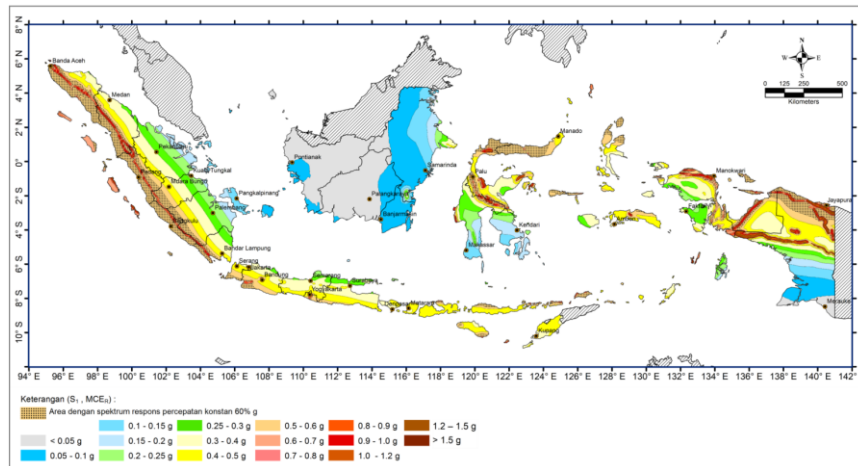 8° N
6° N
4° N
2° N
0°
2° S
4° S
6° S
8° S
10° S
N
W E
S
0 125 250 500
Kilometers
Banda Aceh
Medan
Manado
Pekanbaru
Pontianak
Samarinda
Manokwari
Padang
Kuala Tungkal
Palu
Muara Bungo
Pangkalpinang
Palangkaraya
Jayapura
Palembang
Bengkulu
Banjarmasin
Ambon
Kendari
Makassar
Bandar Lampung
Serang
Jakarta
Bandung
Semarang
Surabaya
Yogyakarta
Denpasar
Mataram
Merauke
Kupang
94° E 96° E 98° E 100° E 102° E 104° E 106° E 108° E 110° E 112° E 114° E 116° E 118° E 120° E 122° E 124° E 126° E 128° E 130° E 132° E 134° E 136° E 138° E 140° E
Keterangan (S1 , MCER) :
Area dengan spektrum respons percepatan konstan 60% g
0.1 - 0.15 g 0.25 - 0.3 g 0.5 - 0.6 g 0.8 - 0.9 g 1.2 – 1.5 g
< 0.05 g 0.15 - 0.2 g 0.3 - 0.4 g 0.6 - 0.7 g 0.9 - 1.0 g > 1.5 g
0.05 - 0.1 g 0.2 - 0.25 g 0.4 - 0.5 g 0.7 - 0.8 g 1.0 - 1.2 g